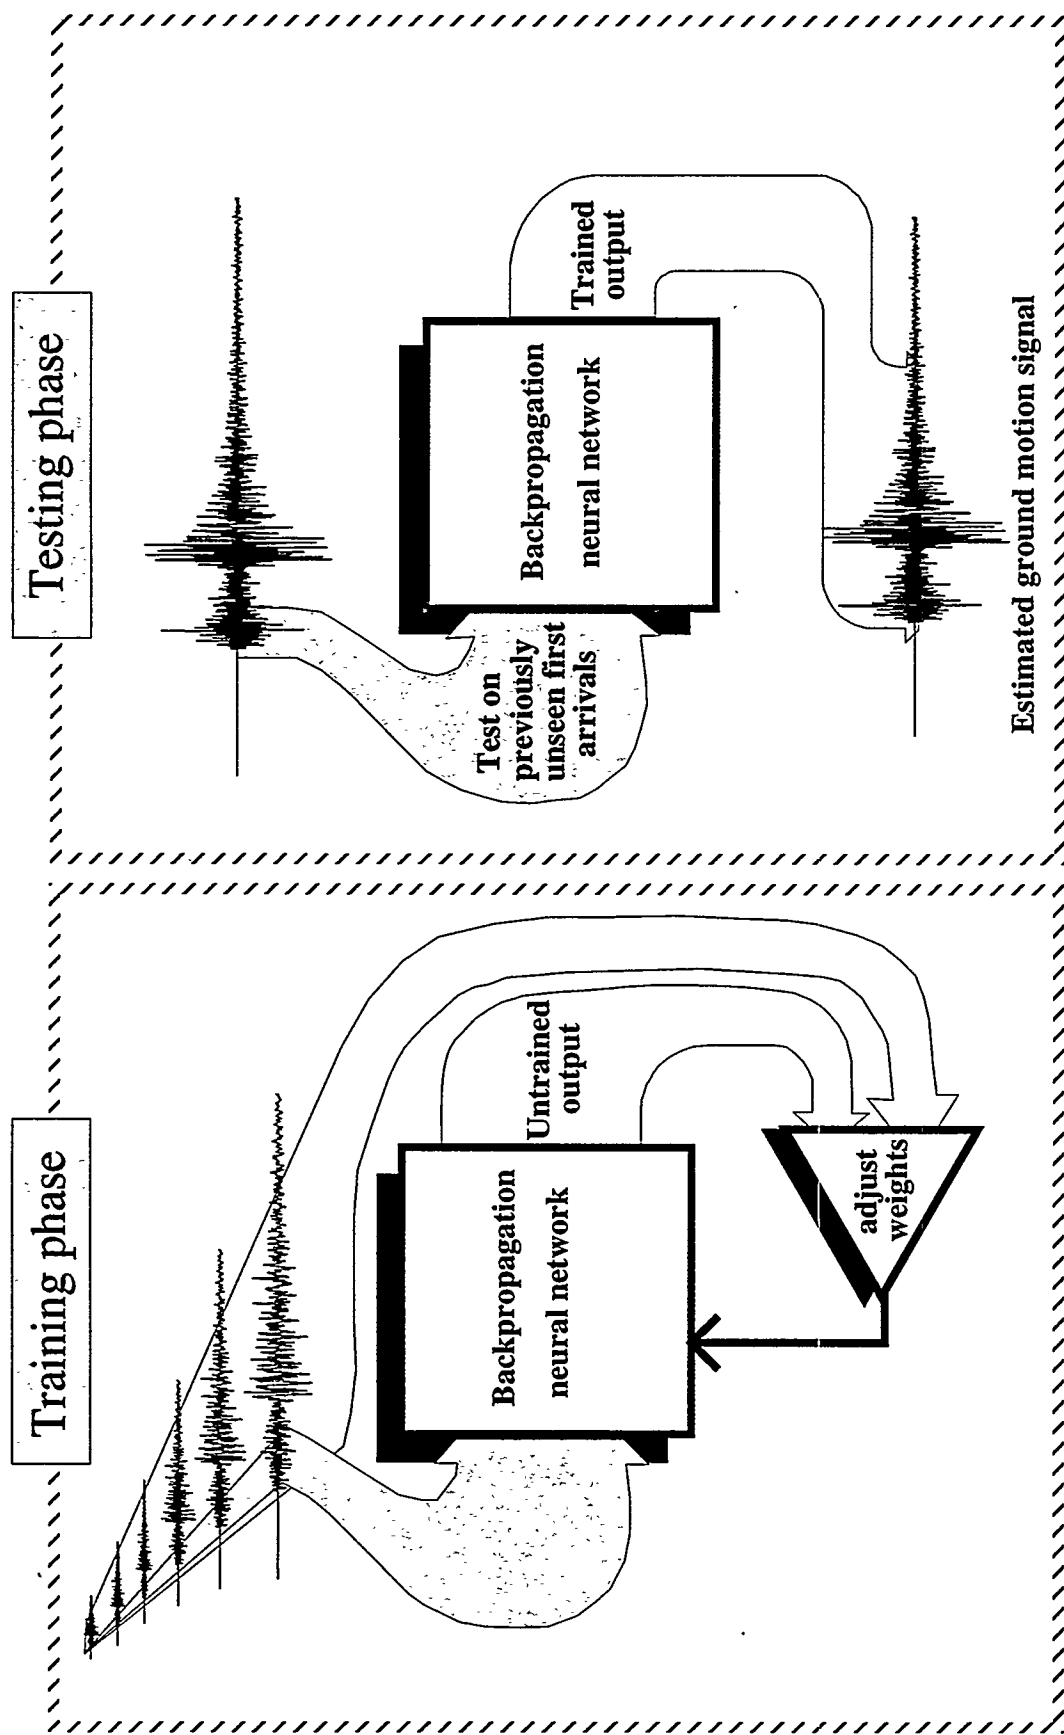 Training phase
Backpropagation
neural network
Untrained
output
adjust
weights
Testing phase
Test on
previously
unseen first
arrivals
Backpropagation
neural network
Trained
output
Estimated ground motion signal